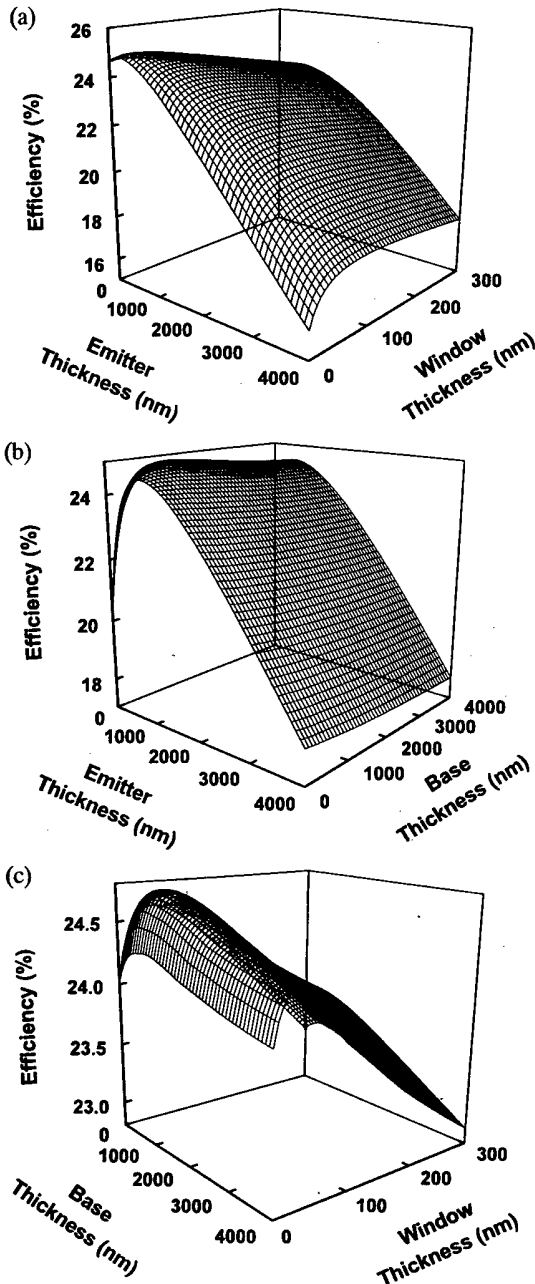 (a)
26
24
22
20
18
16
Efficiency (%)
0
1000
2000
3000
4000
Emitter
Thickness (nm)
0
100
200
300
Window
Thickness (nm)
(b)
24
22
20
18
Efficiency (%)
0
1000
2000
3000
4000
Emitter
Thickness (nm)
0
1000
2000
3000
4000
Base
Thickness (nm)
(c)
24.5
24.0
23.5
23.0
Efficiency (%)
0
1000
2000
3000
4000
Base
Thickness (nm)
0
100
200
300
Window
Thickness (nm)